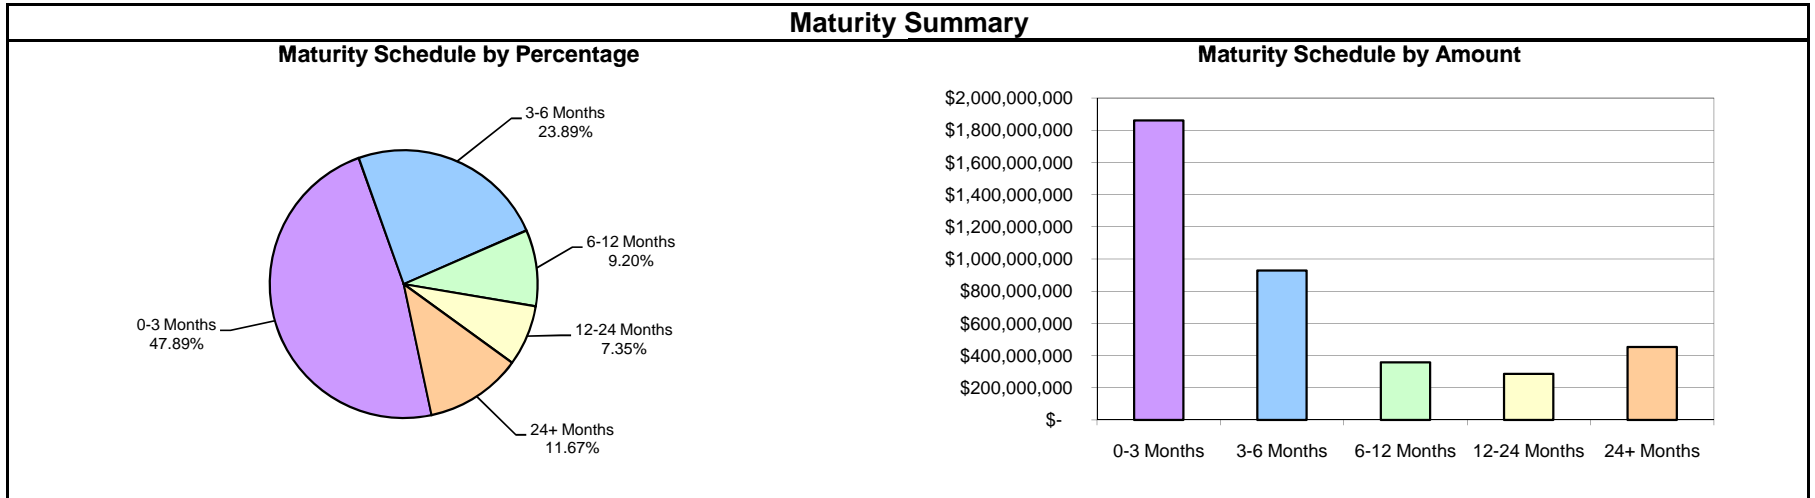 Maturity Summary
Maturity Schedule by Percentage
3-6 Months
23.89%
6-12 Months
9.20%
12-24 Months
7.35%
24+ Months
11.67%
0-3 Months
47.89%
Maturity Schedule by Amount
$2,000,000,000
$1,800,000,000
$1,600,000,000
$1,400,000,000
$1,200,000,000
$1,000,000,000
$800,000,000
$600,000,000
$400,000,000
$200,000,000
$-
0-3 Months 3-6 Months 6-12 Months 12-24 Months 24+ Months